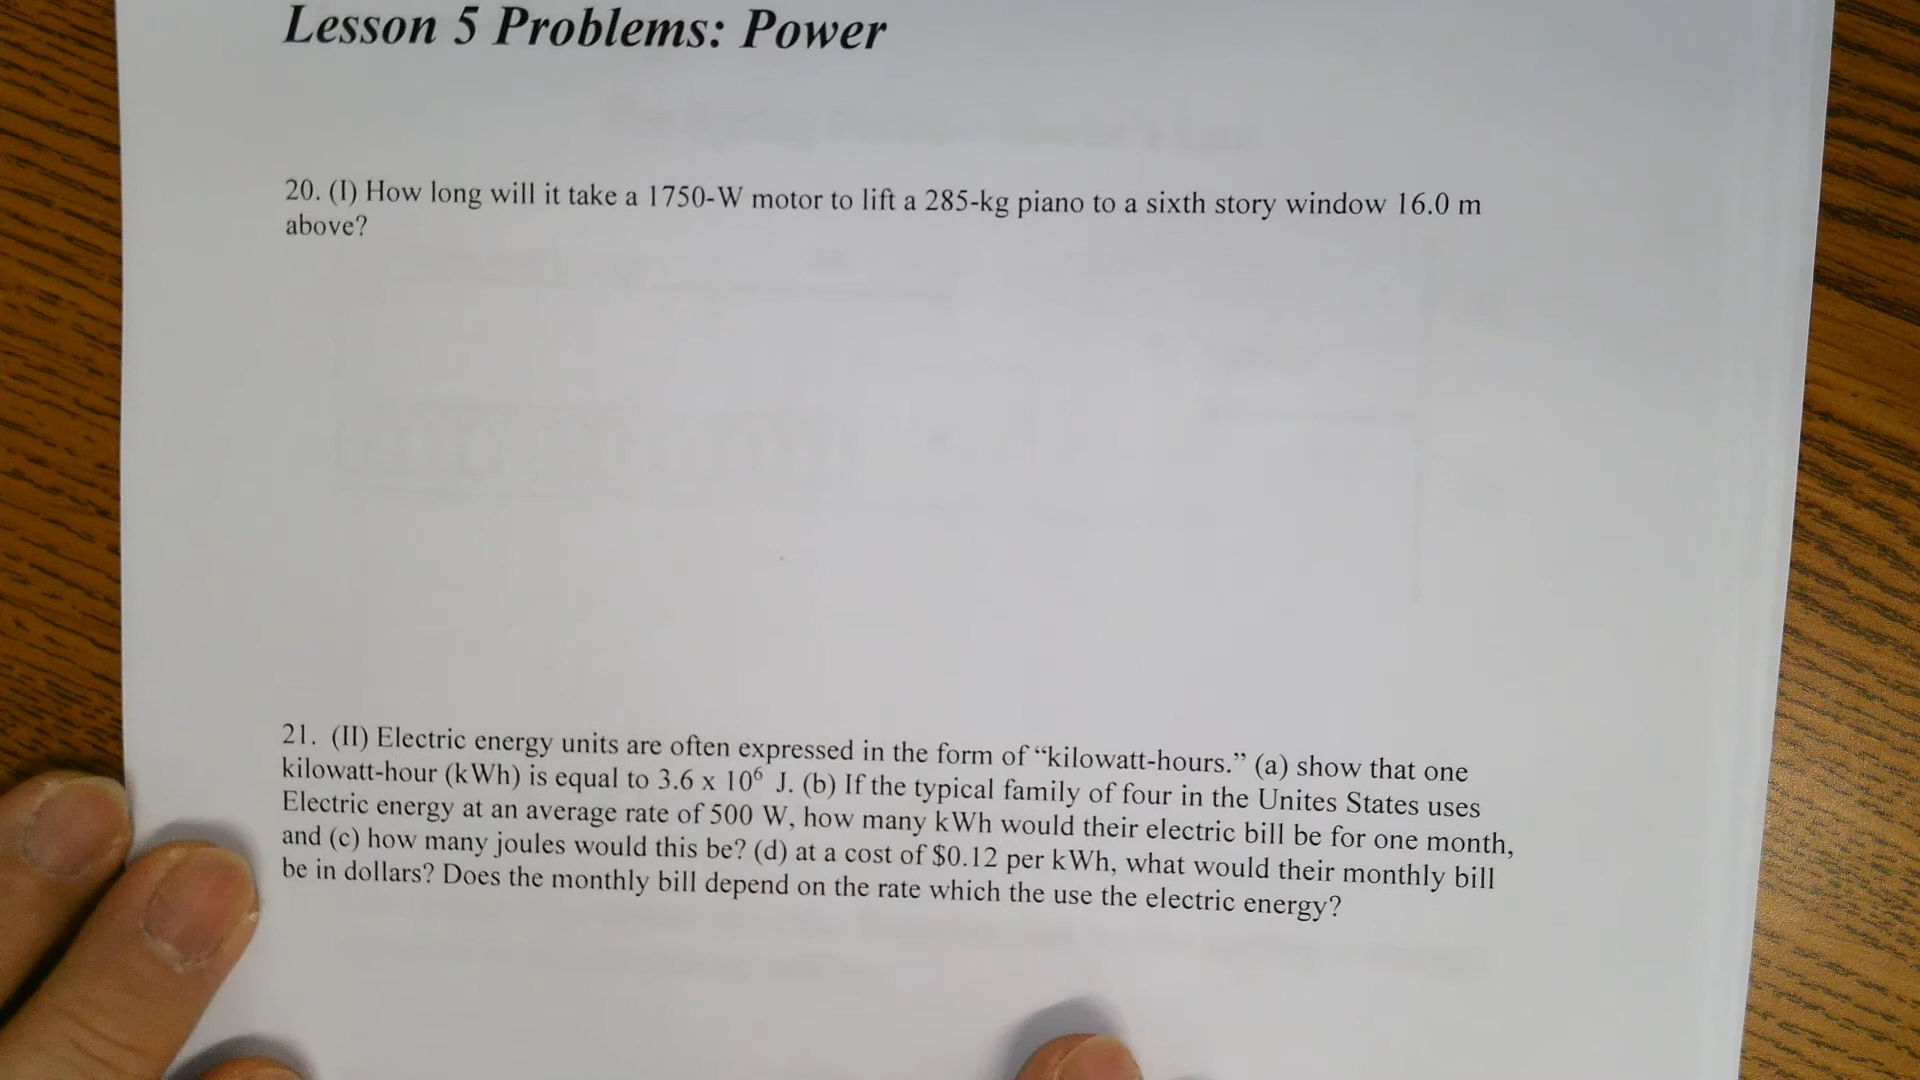 Lesson 5 Problems: Power
20. (I) How long will it take a 1750-W motor to lift a 285-kg piano to a sixth story window 16.0 m
above?
21. (II) Electric energy units are often expressed in the form of “kilowatt-hours.” (a) show that one
kilowatt-hour (kWh) is equal to 3.6 x 10⁶ J. (b) If the typical family of four in the Unites States uses
Electric energy at an average rate of 500 W, how many kWh would their electric bill be for one month,
and (c) how many joules would this be? (d) at a cost of $0.12 per kWh, what would their monthly bill
be in dollars? Does the monthly bill depend on the rate which the use the electric energy?